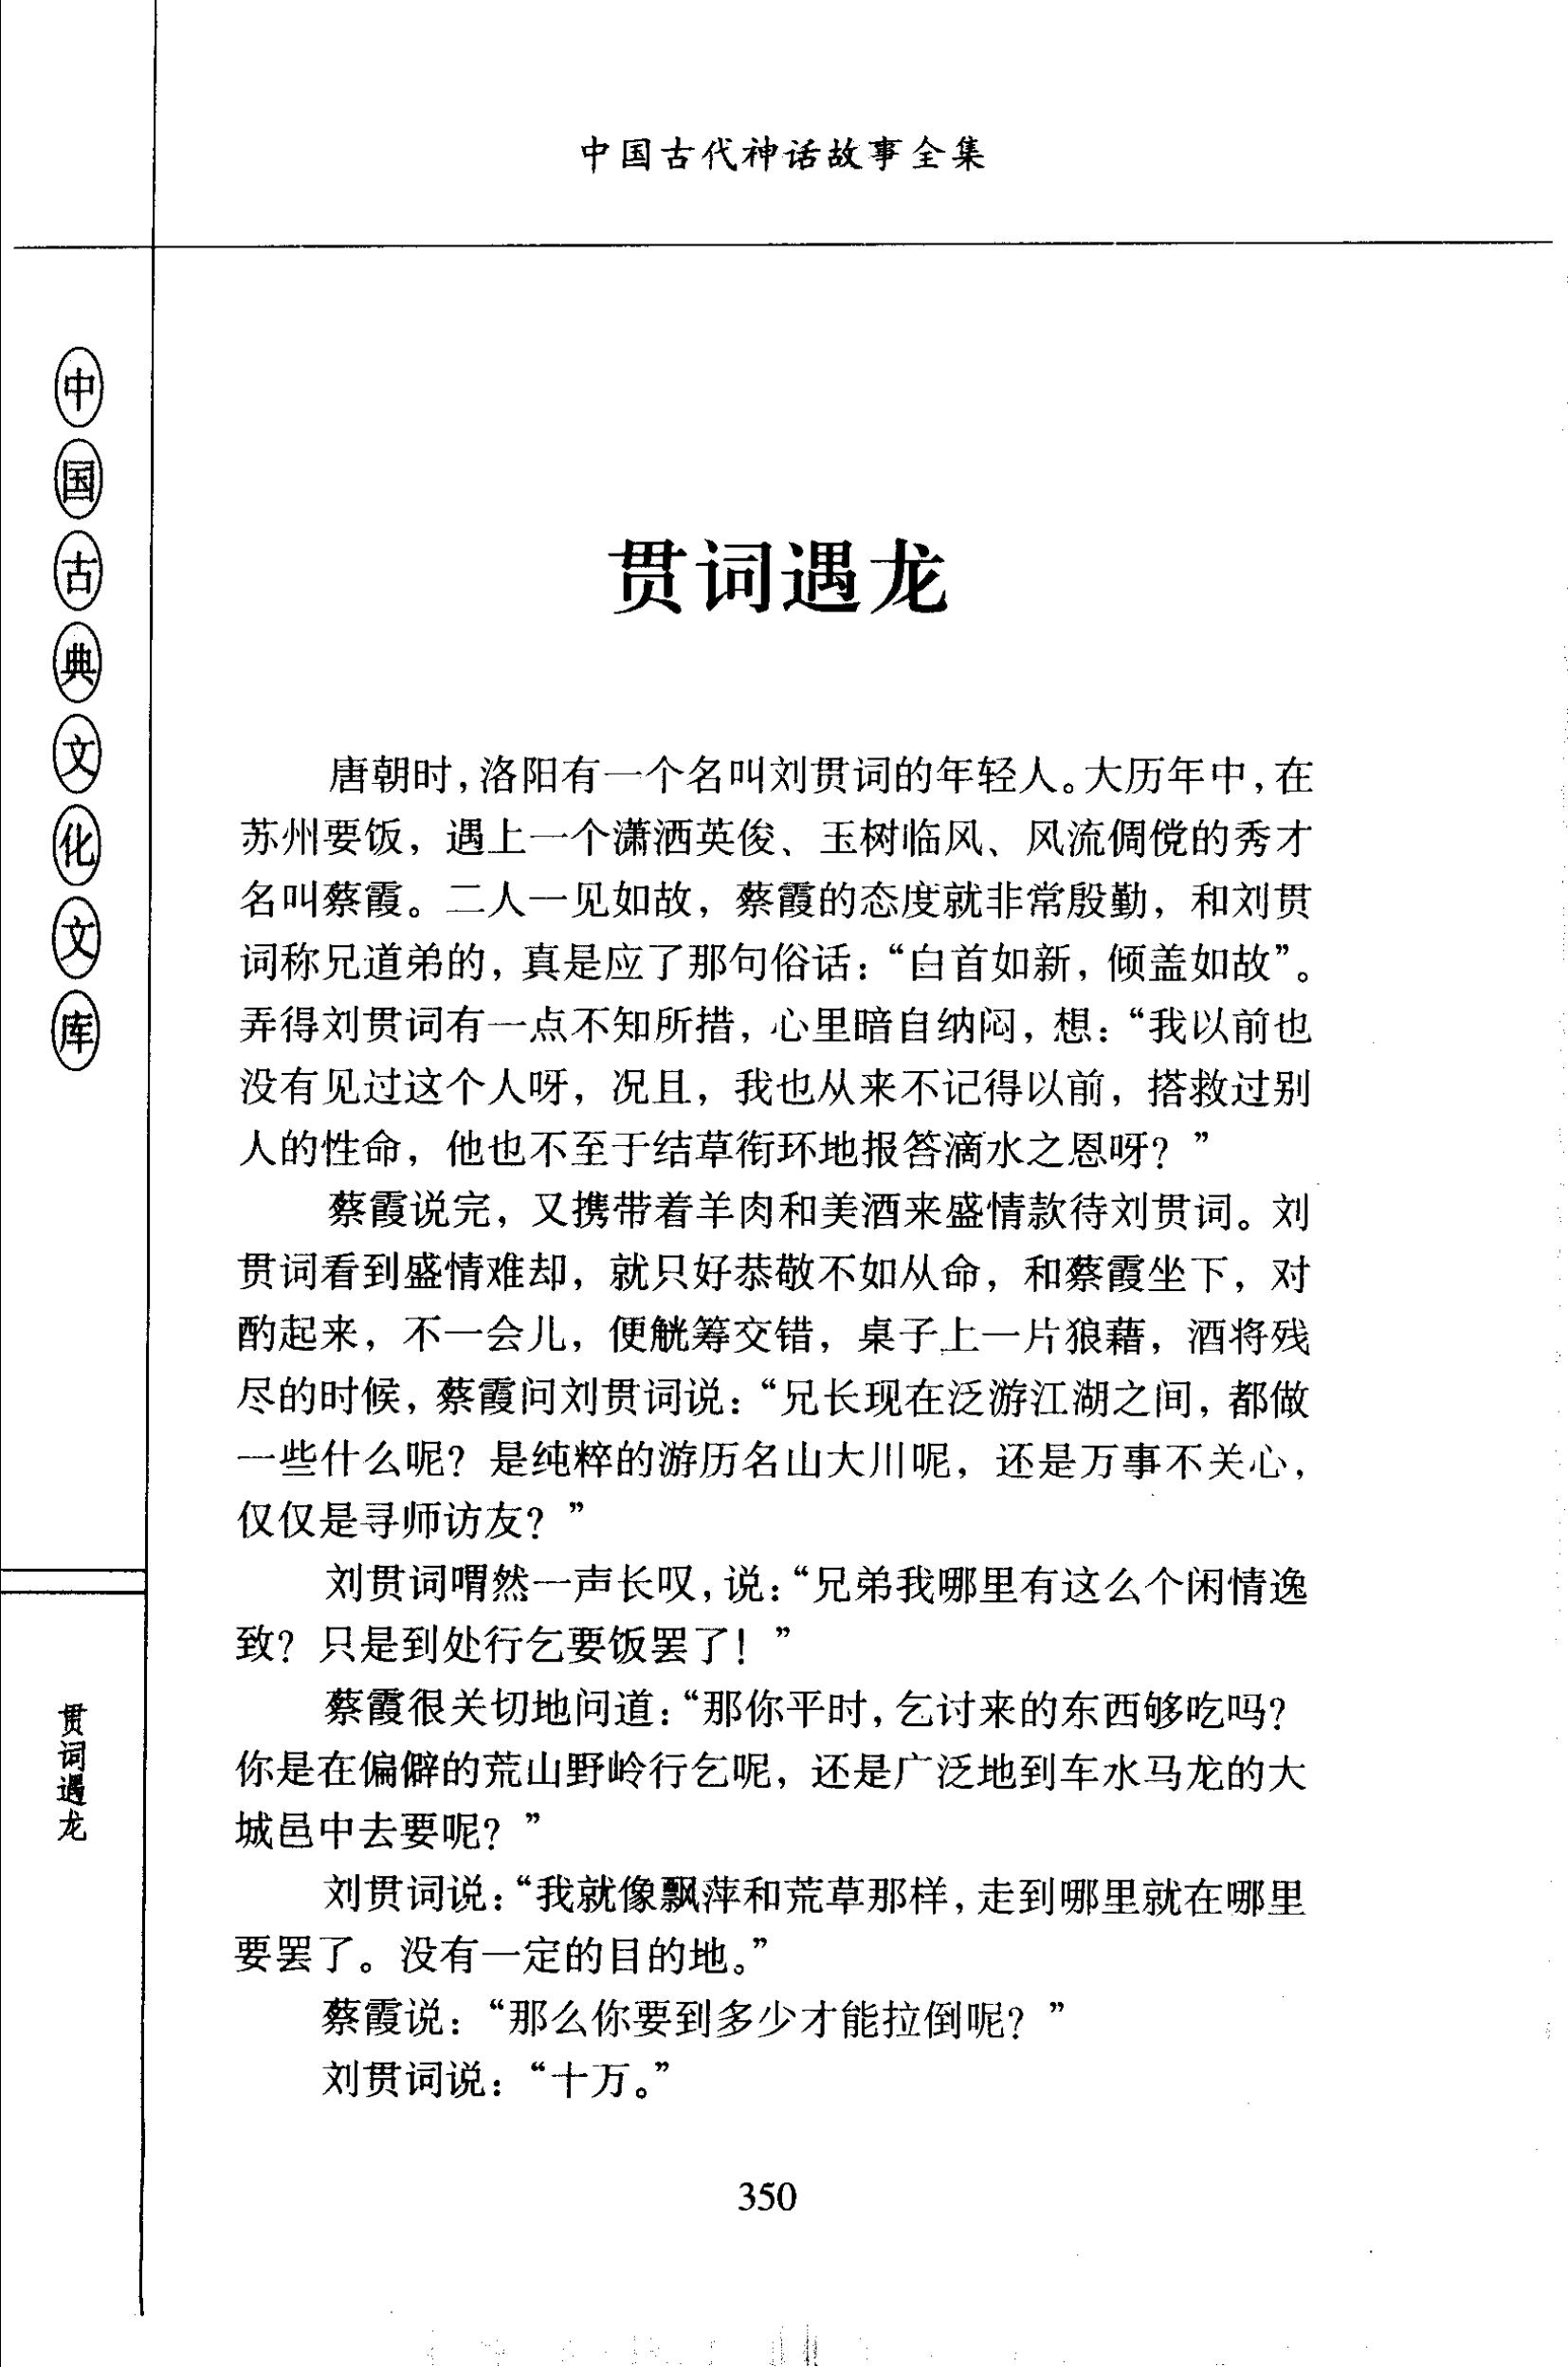 中国古代神话故事全集
中国古典文化文库
贯词遇龙
贯词遇龙
唐朝时，洛阳有一个名叫刘贯词的年轻人。大历年中，在
苏州要饭，遇上一个潇洒英俊、玉树临风、风流倜傥的秀才
名叫蔡霞。二人一见如故，蔡霞的态度就非常殷勤，和刘贯
词称兄道弟的，真是应了那句俗话：“白首如新，倾盖如故”。
弄得刘贯词有一点不知所措，心里暗自纳闷，想：“我以前也
没有见过这个人呀，况且，我也从来不记得以前，搭救过别
人的性命，他也不至于结草衔环地报答滴水之恩呀？”
蔡霞说完，又携带着羊肉和美酒来盛情款待刘贯词。刘
贯词看到盛情难却，就只好恭敬不如从命，和蔡霞坐下，对
酌起来，不一会儿，便觥筹交错，桌子上一片狼藉，酒将残
尽的时候，蔡霞问刘贯词说：“兄长现在泛游江湖之间，都做
一些什么呢？是纯粹的游历名山大川呢，还是万事不关心，
仅仅是寻师访友？”
刘贯词喟然一声长叹，说：“兄弟我哪里有这么个闲情逸
致？只是到处行乞要饭罢了！”
蔡霞很关切地问道：“那你平时，乞讨来的东西够吃吗？
你是在偏僻的荒山野岭行乞呢，还是广泛地到车水马龙的大
城邑中去要呢？”
刘贯词说：“我就像飘萍和荒草那样，走到哪里就在哪里
要罢了。没有一定的目的地。”
蔡霞说：“那么你要到多少才能拉倒呢？”
刘贯词说：“十万。”
350